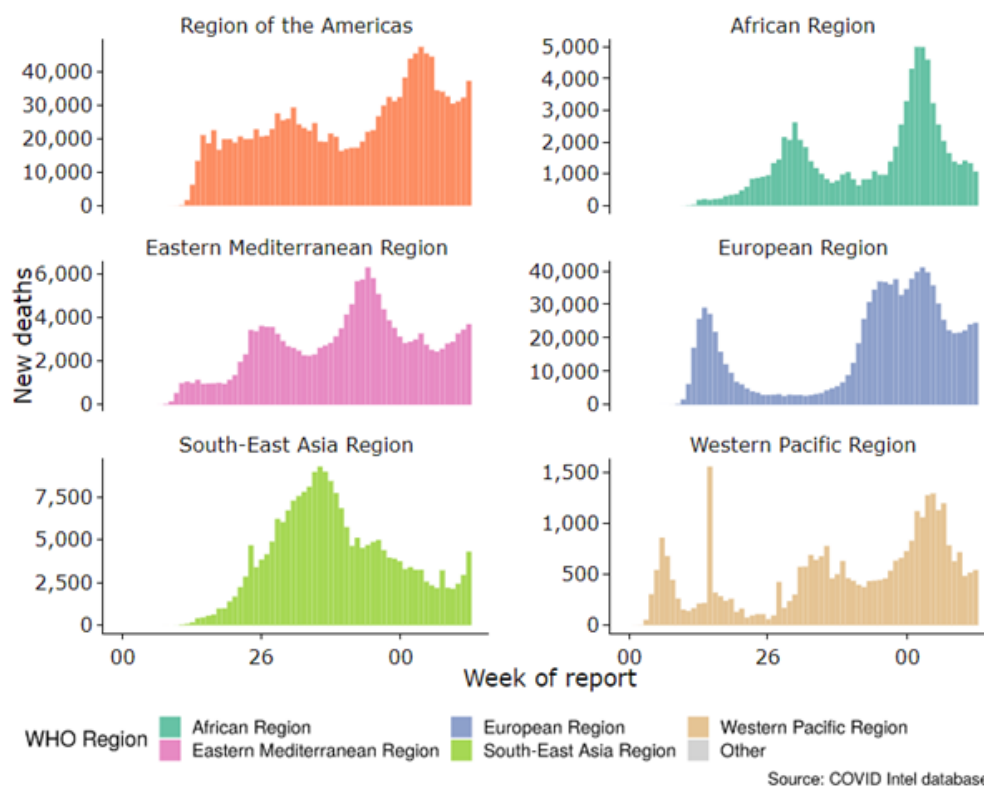 Region of the Americas
African Region
40,000
30,000
20,000
10,000
0
5,000
4,000
3,000
2,000
1,000
0
Eastern Mediterranean Region
European Region
6,000
4,000
2,000
0
40,000
30,000
20,000
10,000
0
New deaths
South-East Asia Region
Western Pacific Region
7,500
5,000
2,500
0
1,500
1,000
500
0
00 26 00
00 26 00
Week of report
WHO Region
African Region
European Region
Western Pacific Region
Eastern Mediterranean Region
South-East Asia Region
Other
Source: COVID Intel database